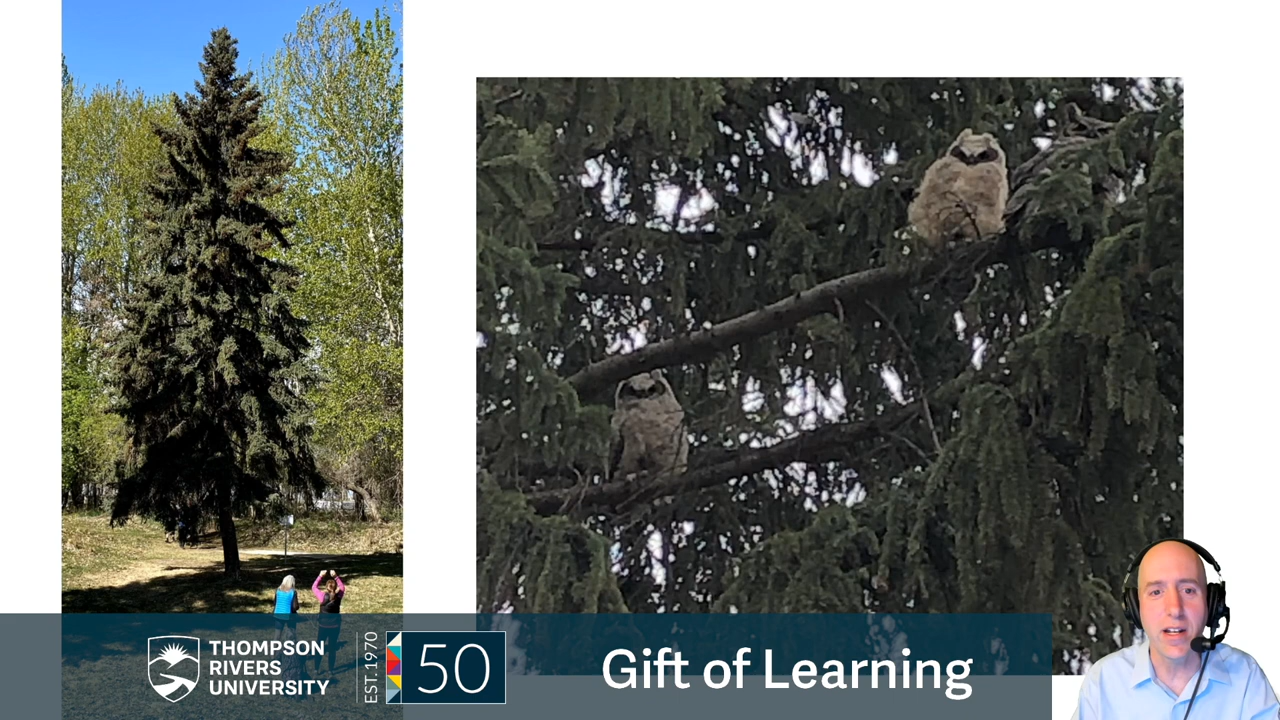 THOMPSON
RIVERS
UNIVERSITY
EST. 1970
50
Gift of Learning